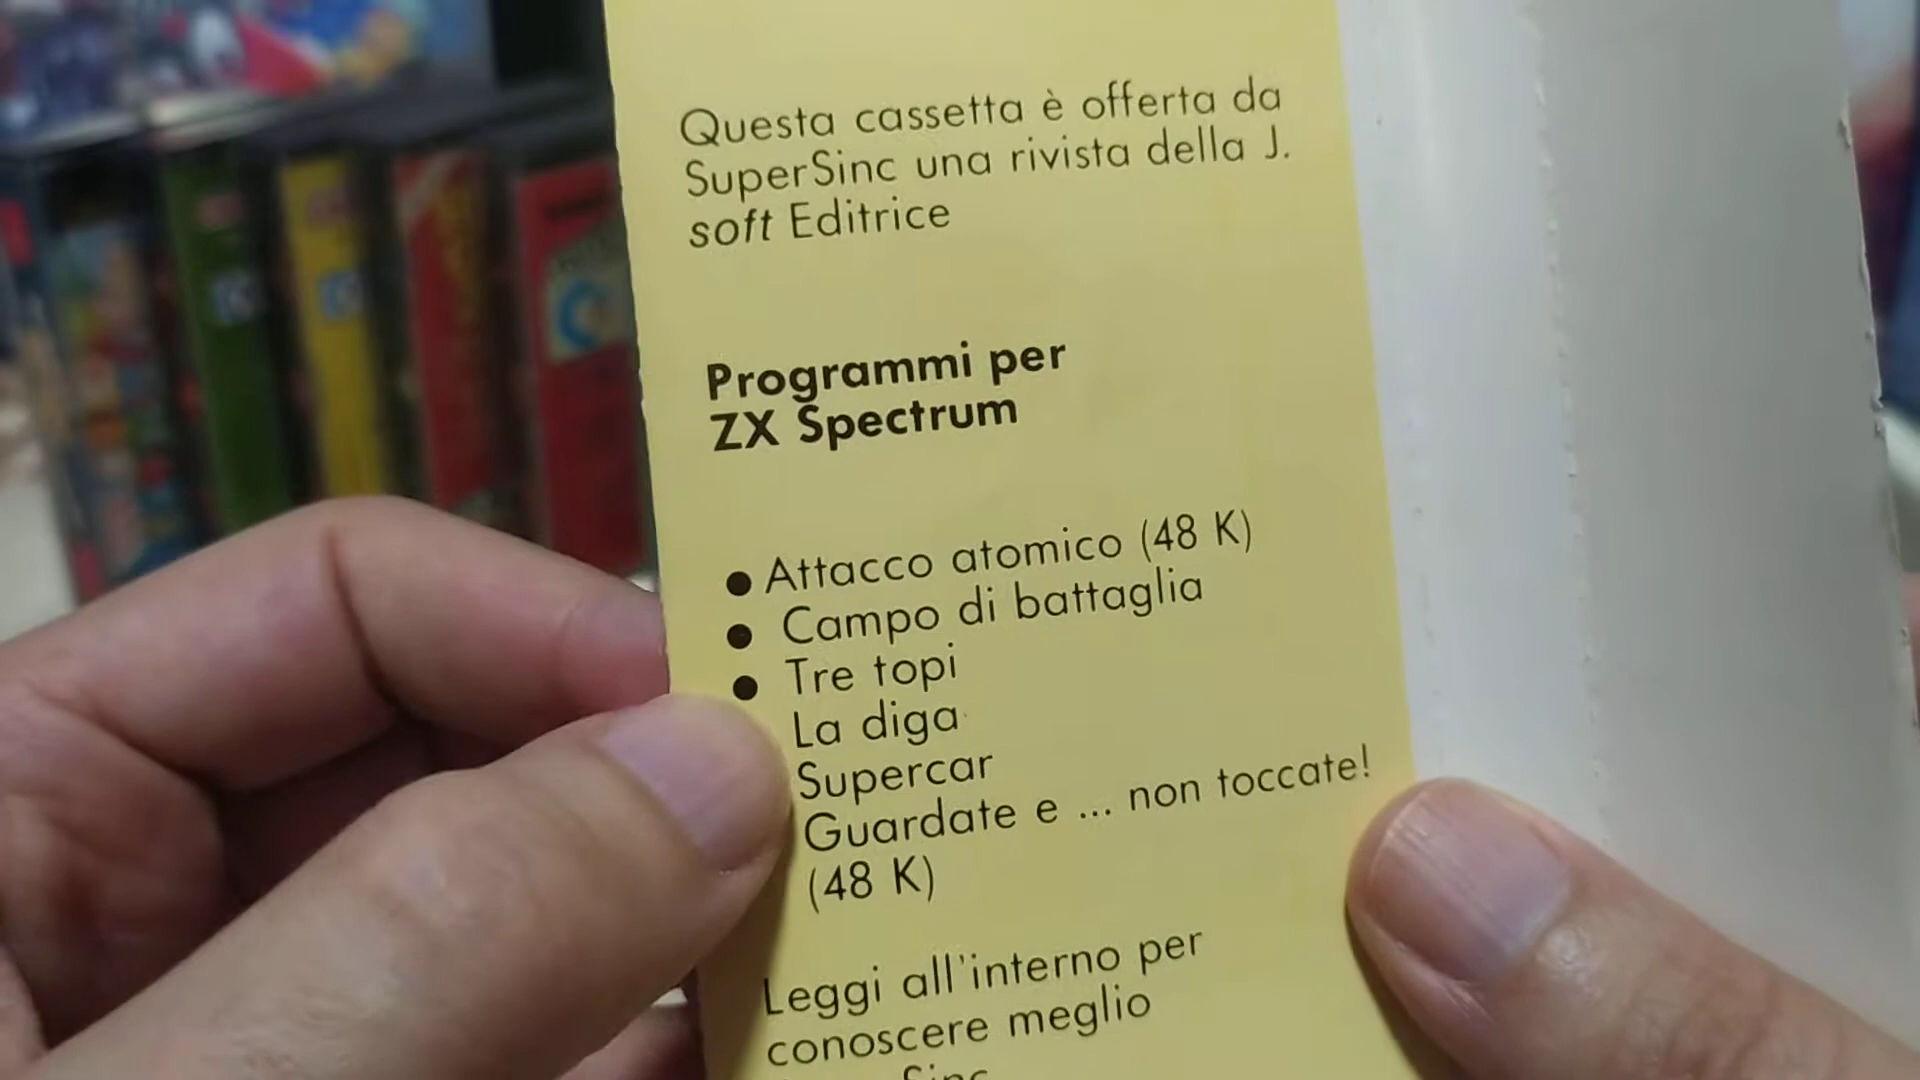 Questa cassetta è offerta da
SuperSinc una rivista della J.
soft Editrice
Programmi per
ZX Spectrum
● Attacco atomico (48 K)
● Campo di battaglia
● Tre topi
La diga
Supercar
Guardate e ... non toccate!
(48 K)
Leggi all'interno per
conoscere meglio